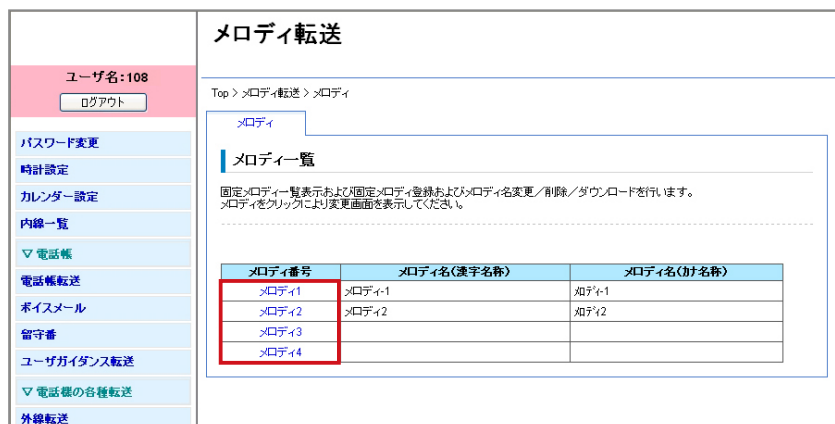 メロディ転送
ユーザ名:108
ログアウト
Top > メロディ転送 > メロディ
メロディ
パスワード変更
時計設定
カレンダー設定
内線一覧
▽ 電話帳
電話帳転送
ボイスメール
留守番
ユーザガイダンス転送
▽ 電話機の各種転送
外線転送
メロディ一覧
固定メロディ一覧表示および固定メロディ登録およびメロディ名変更/削除/ダウンロードを行います。
メロディをクリックにより変更画面を表示してください。
メロディ番号 メロディ名(漢字名称) メロディ名(カナ名称)
メロディ1 メロディ-1 メロディ-1
メロディ2 メロディ2 メロディ2
メロディ3
メロディ4